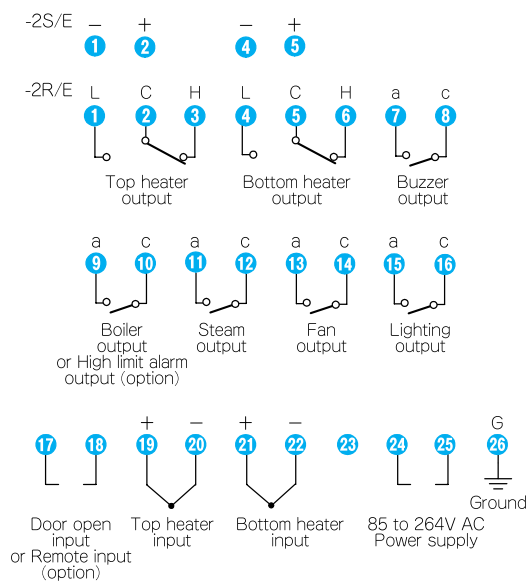 -2S/E − + − +
1 2 4 5
-2R/E L C H L C H a c
1 2 3 4 5 6 7 8
Top heater output
Bottom heater output
Buzzer output
a c a c a c a c
9 10 11 12 13 14 15 16
Boiler output or High limit alarm output (option)
Steam output
Fan output
Lighting output
+ − + − G
17 18 19 20 21 22 23 24 25 26
Ground
Door open input or Remote input (option)
Top heater input
Bottom heater input
85 to 264V AC Power supply